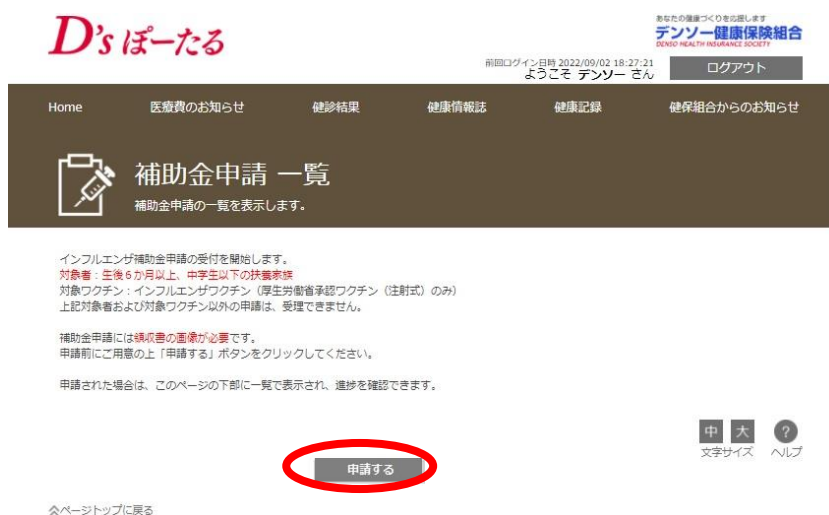 D's ぽーたる
あなたの健康づくりを応援します
デンソー健康保険組合
DENSO HEALTH INSURANCE SOCIETY
前回ログイン日時 2022/09/02 18:27:21
ようこそ デンソー さん
ログアウト
Home 医療費のお知らせ 健診結果 健康情報誌 健康記録 健保組合からのお知らせ
補助金申請 一覧
補助金申請の一覧を表示します。
インフルエンザ補助金申請の受付を開始します。
対象者：生後６か月以上、中学生以下の扶養家族
対象ワクチン：インフルエンザワクチン（厚生労働省承認ワクチン（注射式）のみ）
上記対象者および対象ワクチン以外の申請は、受理できません。
補助金申請には領収書の画像が必要です。
申請前にご用意の上「申請する」ボタンをクリックしてください。
申請された場合は、このページの下部に一覧で表示され、進捗を確認できます。
中 大 ?
文字サイズ ヘルプ
申請する
ページトップに戻る